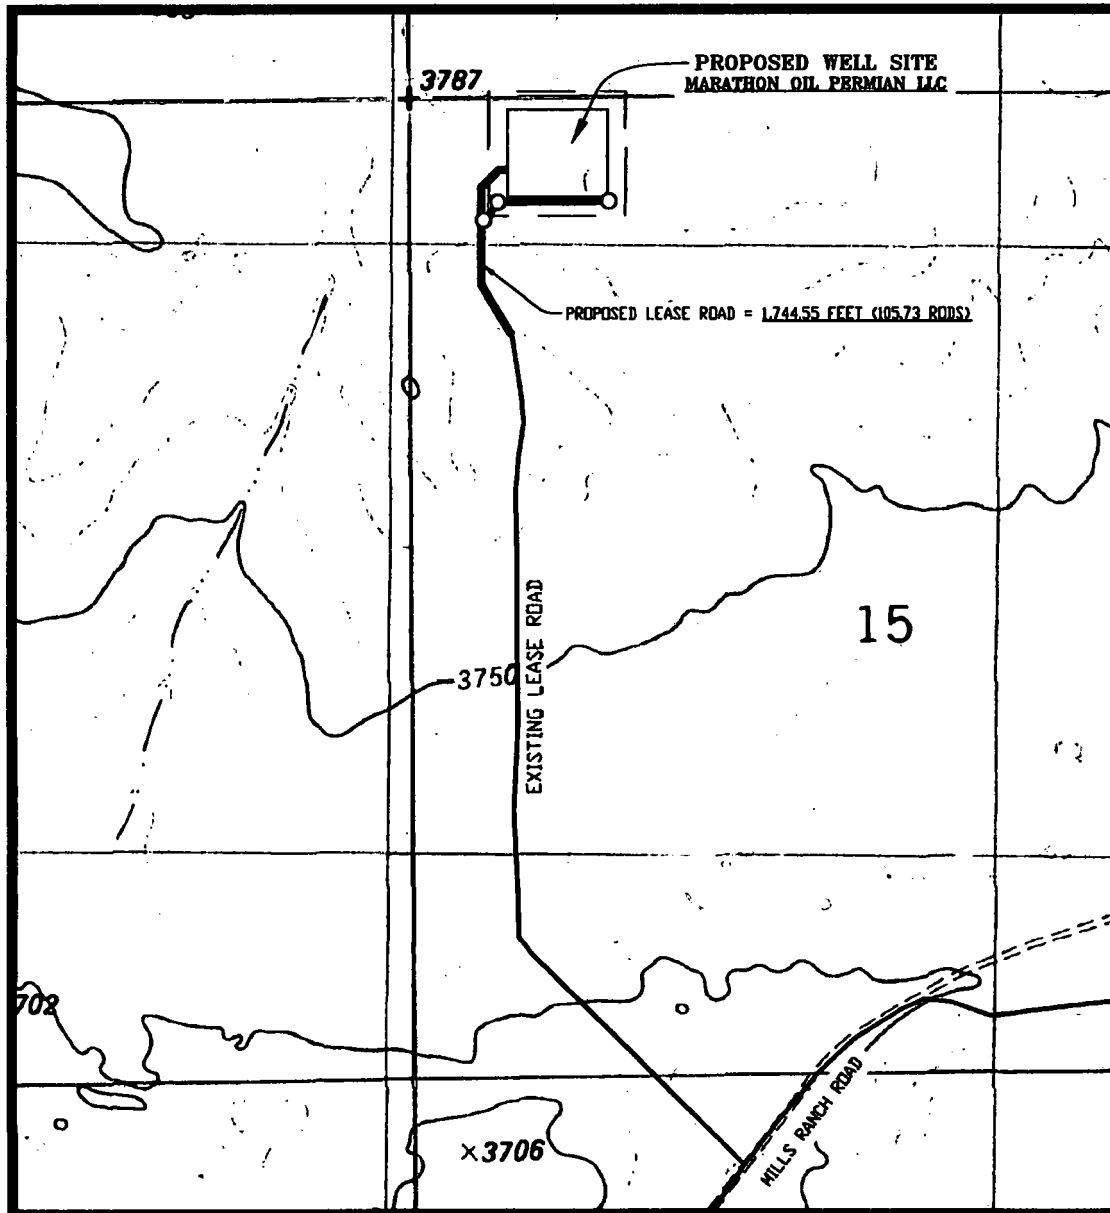 3787
PROPOSED WELL SITE
MARATHON OIL PERMIAN LLC
PROPOSED LEASE ROAD = 1,744.55 FEET (105.73 RODS)
15
EXISTING LEASE ROAD
3750
702
MILLS RANCH ROAD
×3706